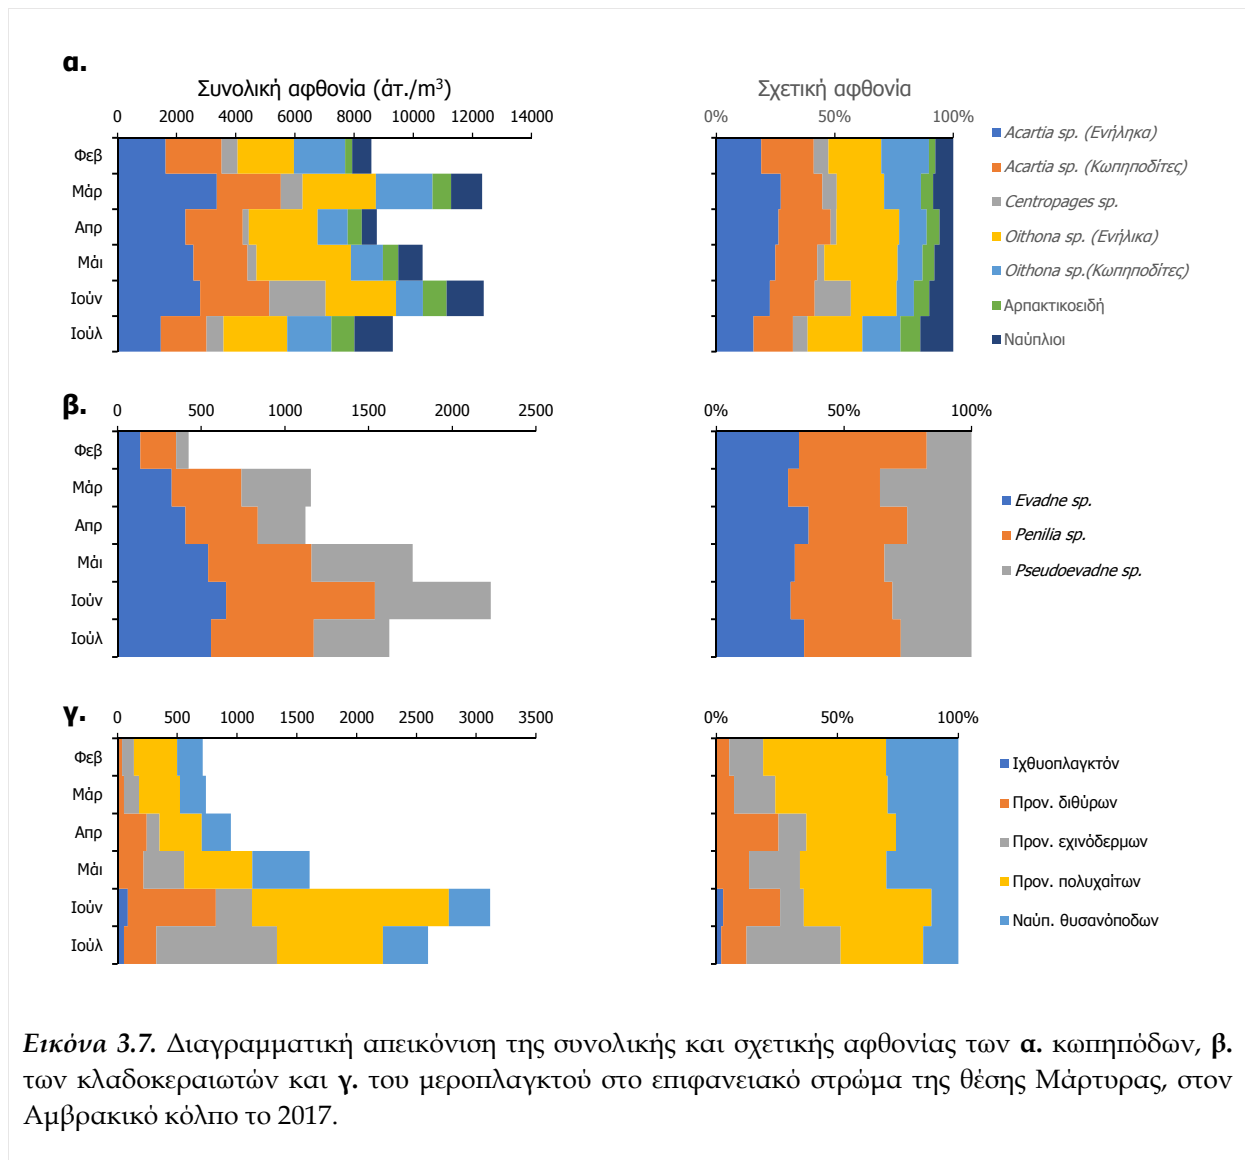 α.
Συνολική αφθονία (άτ./m³)
0 2000 4000 6000 8000 10000 12000 14000
Φεβ
Μάρ
Απρ
Μάι
Ιούν
Ιούλ
Σχετική αφθονία
0% 50% 100%
Acartia sp. (Ενήληκα)
Acartia sp. (Κωπηποδίτες)
Centropages sp.
Oithona sp. (Ενήλικα)
Oithona sp.(Κωπηποδίτες)
Αρπακτικοειδή
Ναύπλιοι
β.
0 500 1000 1500 2000 2500
Φεβ
Μάρ
Απρ
Μάι
Ιούν
Ιούλ
0% 50% 100%
Evadne sp.
Penilia sp.
Pseudoevadne sp.
γ.
0 500 1000 1500 2000 2500 3000 3500
Φεβ
Μάρ
Απρ
Μάι
Ιούν
Ιούλ
0% 50% 100%
Ιχθυοπλαγκτόν
Προν. διθύρων
Προν. εχινόδερμων
Προν. πολυχαίτων
Ναύπ. θυσανόποδων
Εικόνα 3.7. Διαγραμματική απεικόνιση της συνολικής και σχετικής αφθονίας των α. κωπηπόδων, β.
των κλαδοκεραιωτών και γ. του μεροπλαγκτού στο επιφανειακό στρώμα της θέσης Μάρτυρας, στον
Αμβρακικό κόλπο το 2017.